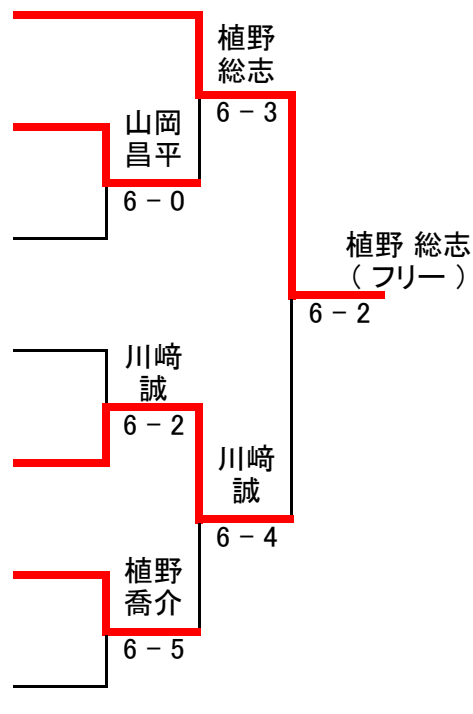 植野
総志
6 − 3
山岡
昌平
6 − 0
植野 総志
( フリー )
6 − 2
川﨑
誠
6 − 2
川﨑
誠
6 − 4
植野
喬介
6 − 5